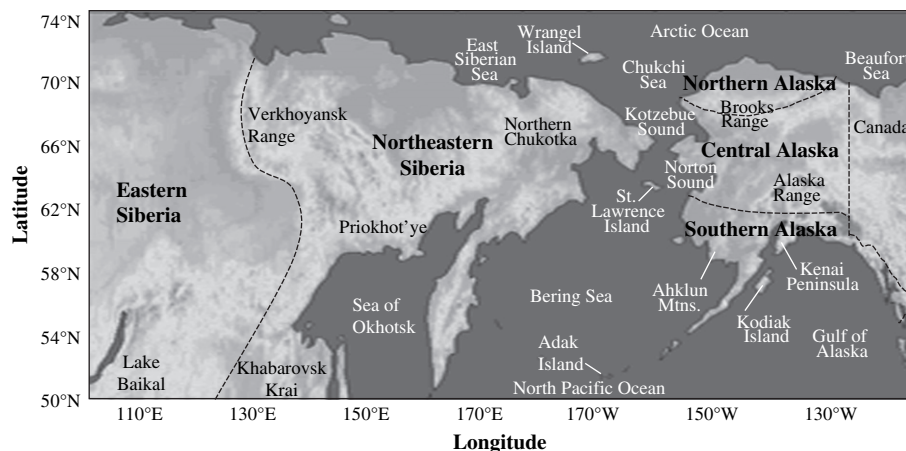 74°N
70°N
66°N
62°N
58°N
54°N
50°N
Latitude
Wrangel
Island
Arctic Ocean
East
Siberian
Sea
Chukchi
Sea
Beaufort
Sea
Northern Alaska
Brooks
Range
Verkhoyansk
Range
Northern
Chukotka
Kotzebue
Sound
Canada
Northeastern
Siberia
Central Alaska
Norton
Sound
Alaska
Range
Eastern
Siberia
St.
Lawrence
Island
Priokhot'ye
Southern Alaska
Kenai
Peninsula
Ahklun
Mtns.
Bering Sea
Sea of
Okhotsk
Kodiak
Island
Gulf of
Alaska
Adak
Island
Lake
Baikal
Khabarovsk
Krai
North Pacific Ocean
110°E
130°E
150°E
170°E
170°W
150°W
130°W
Longitude